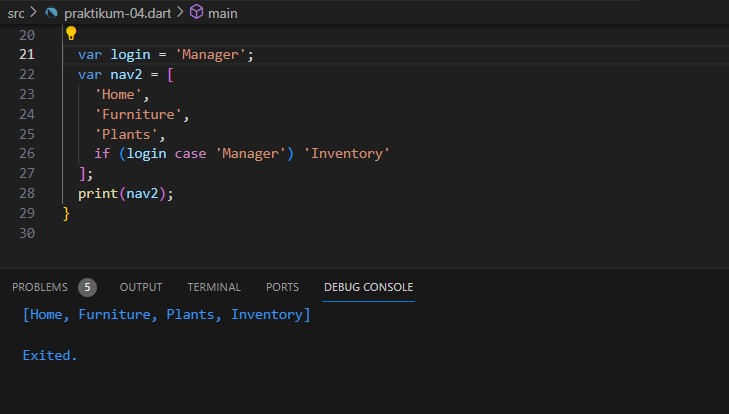 src > praktikum-04.dart > main
20
21 var login = 'Manager';
22 var nav2 = [
23 'Home',
24 'Furniture',
25 'Plants',
26 if (login case 'Manager') 'Inventory'
27 ];
28 print(nav2);
29 }
30
PROBLEMS 5 OUTPUT TERMINAL PORTS DEBUG CONSOLE
[Home, Furniture, Plants, Inventory]
Exited.